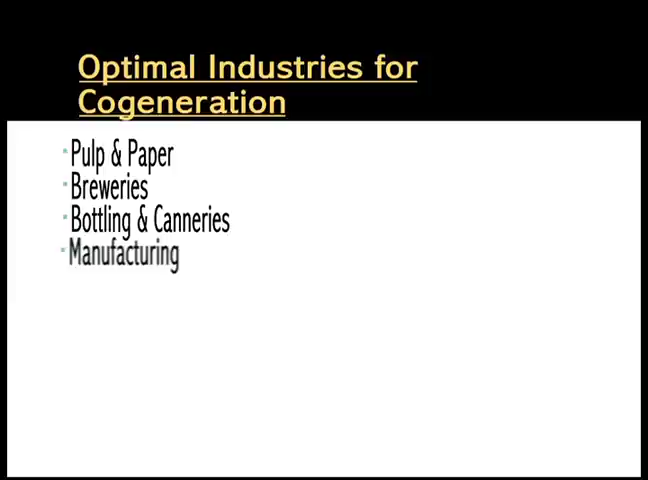 Optimal Industries for
Cogeneration
Pulp & Paper
Breweries
Bottling & Canneries
Manufacturing